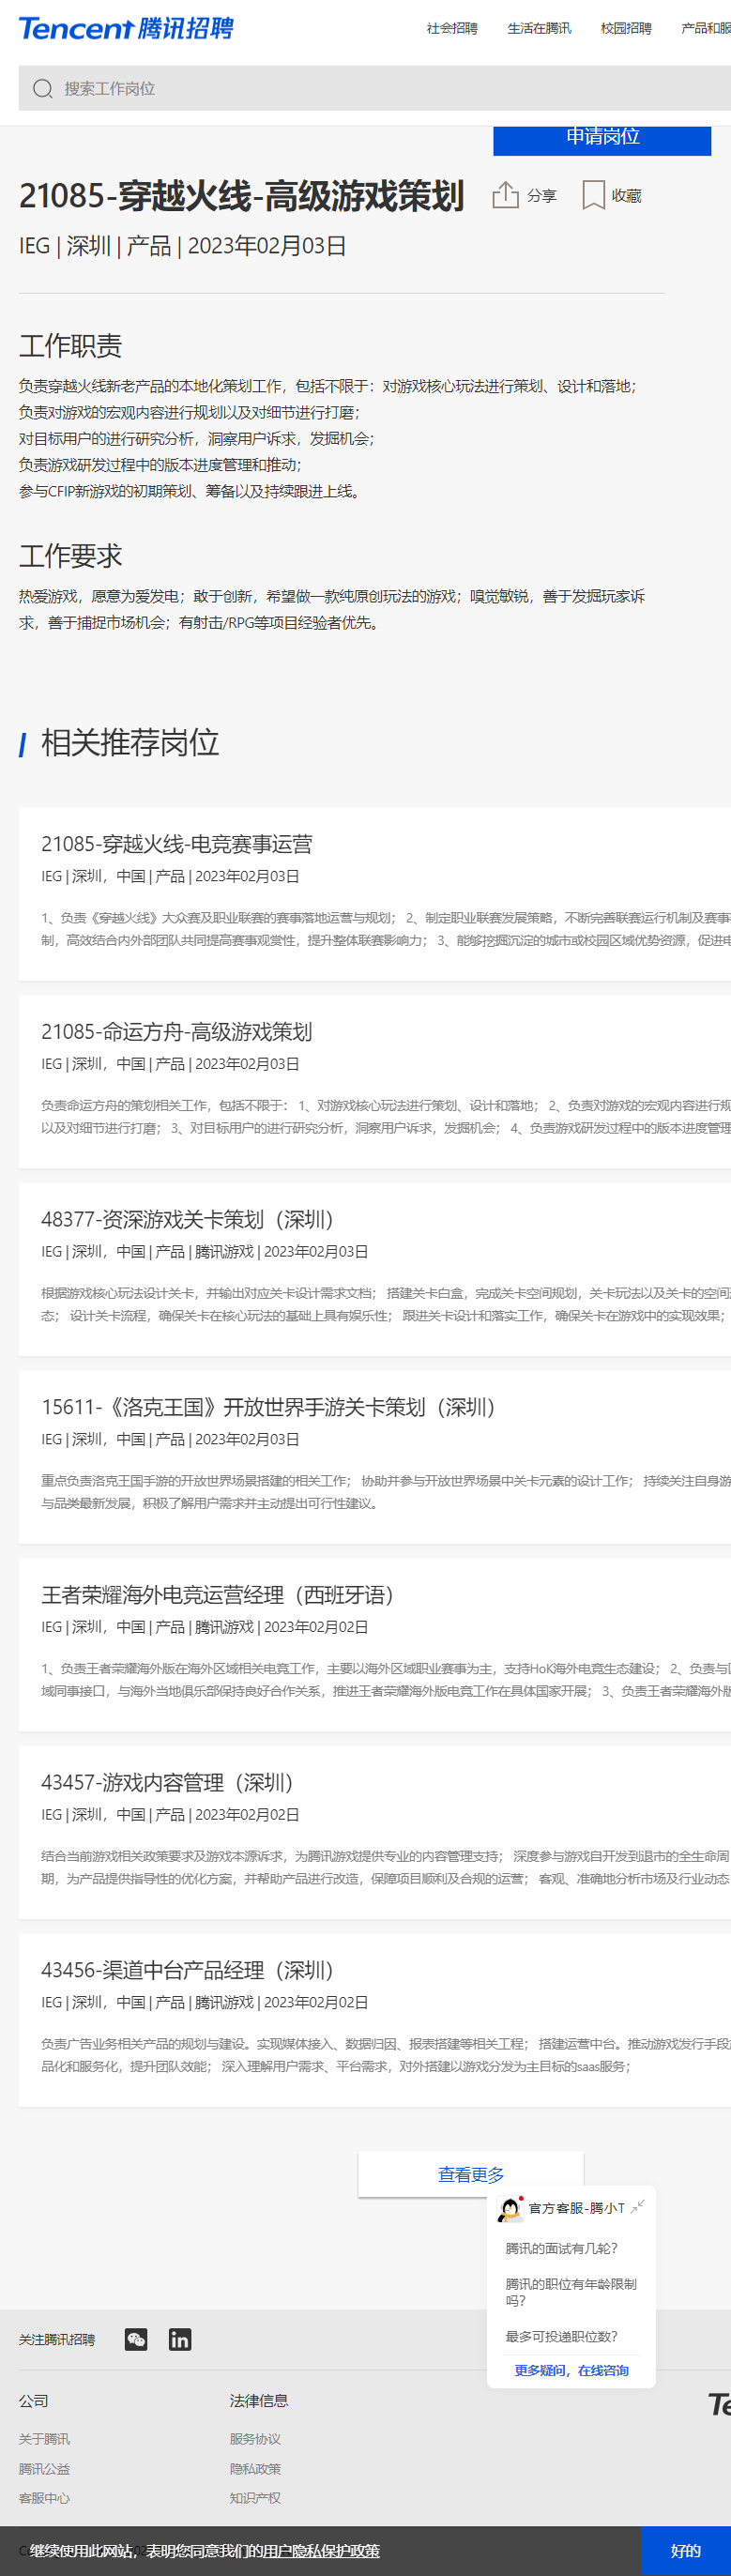 Tencent 腾讯招聘
社会招聘 生活在腾讯 校园招聘 产品和服
搜索工作岗位
申请岗位
21085-穿越火线-高级游戏策划 分享 收藏
IEG | 深圳 | 产品 | 2023年02月03日
工作职责
负责穿越火线新老产品的本地化策划工作，包括不限于：对游戏核心玩法进行策划、设计和落地；
负责对游戏的宏观内容进行规划以及对细节进行打磨；
对目标用户的进行研究分析，洞察用户诉求，发掘机会；
负责游戏研发过程中的版本进度管理和推动；
参与CFIP新游戏的初期策划、筹备以及持续跟进上线。
工作要求
热爱游戏，愿意为爱发电；敢于创新，希望做一款纯原创玩法的游戏；嗅觉敏锐，善于发掘玩家诉
求，善于捕捉市场机会；有射击/RPG等项目经验者优先。
相关推荐岗位
21085-穿越火线-电竞赛事运营
IEG | 深圳，中国 | 产品 | 2023年02月03日
1、负责《穿越火线》大众赛及职业联赛的赛事落地运营与规划； 2、制定职业联赛发展策略，不断完善联赛运行机制及赛事
制，高效结合内外部团队共同提高赛事观赏性，提升整体联赛影响力； 3、能够挖掘沉淀的城市或校园区域优势资源，促进电
21085-命运方舟-高级游戏策划
IEG | 深圳，中国 | 产品 | 2023年02月03日
负责命运方舟的策划相关工作，包括不限于： 1、对游戏核心玩法进行策划、设计和落地； 2、负责对游戏的宏观内容进行规
以及对细节进行打磨； 3、对目标用户的进行研究分析，洞察用户诉求，发掘机会； 4、负责游戏研发过程中的版本进度管理
48377-资深游戏关卡策划（深圳）
IEG | 深圳，中国 | 产品 | 腾讯游戏 | 2023年02月03日
根据游戏核心玩法设计关卡，并输出对应关卡设计需求文档； 搭建关卡白盒，完成关卡空间规划，关卡玩法以及关卡的空间
态； 设计关卡流程，确保关卡在核心玩法的基础上具有娱乐性； 跟进关卡设计和落实工作，确保关卡在游戏中的实现效果；
15611-《洛克王国》开放世界手游关卡策划（深圳）
IEG | 深圳，中国 | 产品 | 2023年02月03日
重点负责洛克王国手游的开放世界场景搭建的相关工作； 协助并参与开放世界场景中关卡元素的设计工作； 持续关注自身游
与品类最新发展，积极了解用户需求并主动提出可行性建议。
王者荣耀海外电竞运营经理（西班牙语）
IEG | 深圳，中国 | 产品 | 腾讯游戏 | 2023年02月02日
1、负责王者荣耀海外版在海外区域相关电竞工作，主要以海外区域职业赛事为主，支持HoK海外电竞生态建设； 2、负责与
域同事接口，与海外当地俱乐部保持良好合作关系，推进王者荣耀海外版电竞工作在具体国家开展； 3、负责王者荣耀海外版
43457-游戏内容管理（深圳）
IEG | 深圳，中国 | 产品 | 2023年02月02日
结合当前游戏相关政策要求及游戏本源诉求，为腾讯游戏提供专业的内容管理支持； 深度参与游戏自开发到退市的全生命周
期，为产品提供指导性的优化方案，并帮助产品进行改造，保障项目顺利及合规的运营； 客观、准确地分析市场及行业动态
43456-渠道中台产品经理（深圳）
IEG | 深圳，中国 | 产品 | 腾讯游戏 | 2023年02月02日
负责广告业务相关产品的规划与建设。实现媒体接入、数据归因、报表搭建等相关工程； 搭建运营中台。推动游戏发行手段
品化和服务化，提升团队效能； 深入理解用户需求、平台需求，对外搭建以游戏分发为主目标的saas服务；
查看更多
官方客服-腾小T
腾讯的面试有几轮？
腾讯的职位有年龄限制
吗？
最多可投递职位数？
更多疑问，在线咨询
关注腾讯招聘
公司 法律信息
关于腾讯 服务协议
腾讯公益 隐私政策
客服中心 知识产权
继续使用此网站，表明您同意我们的用户隐私保护政策 好的